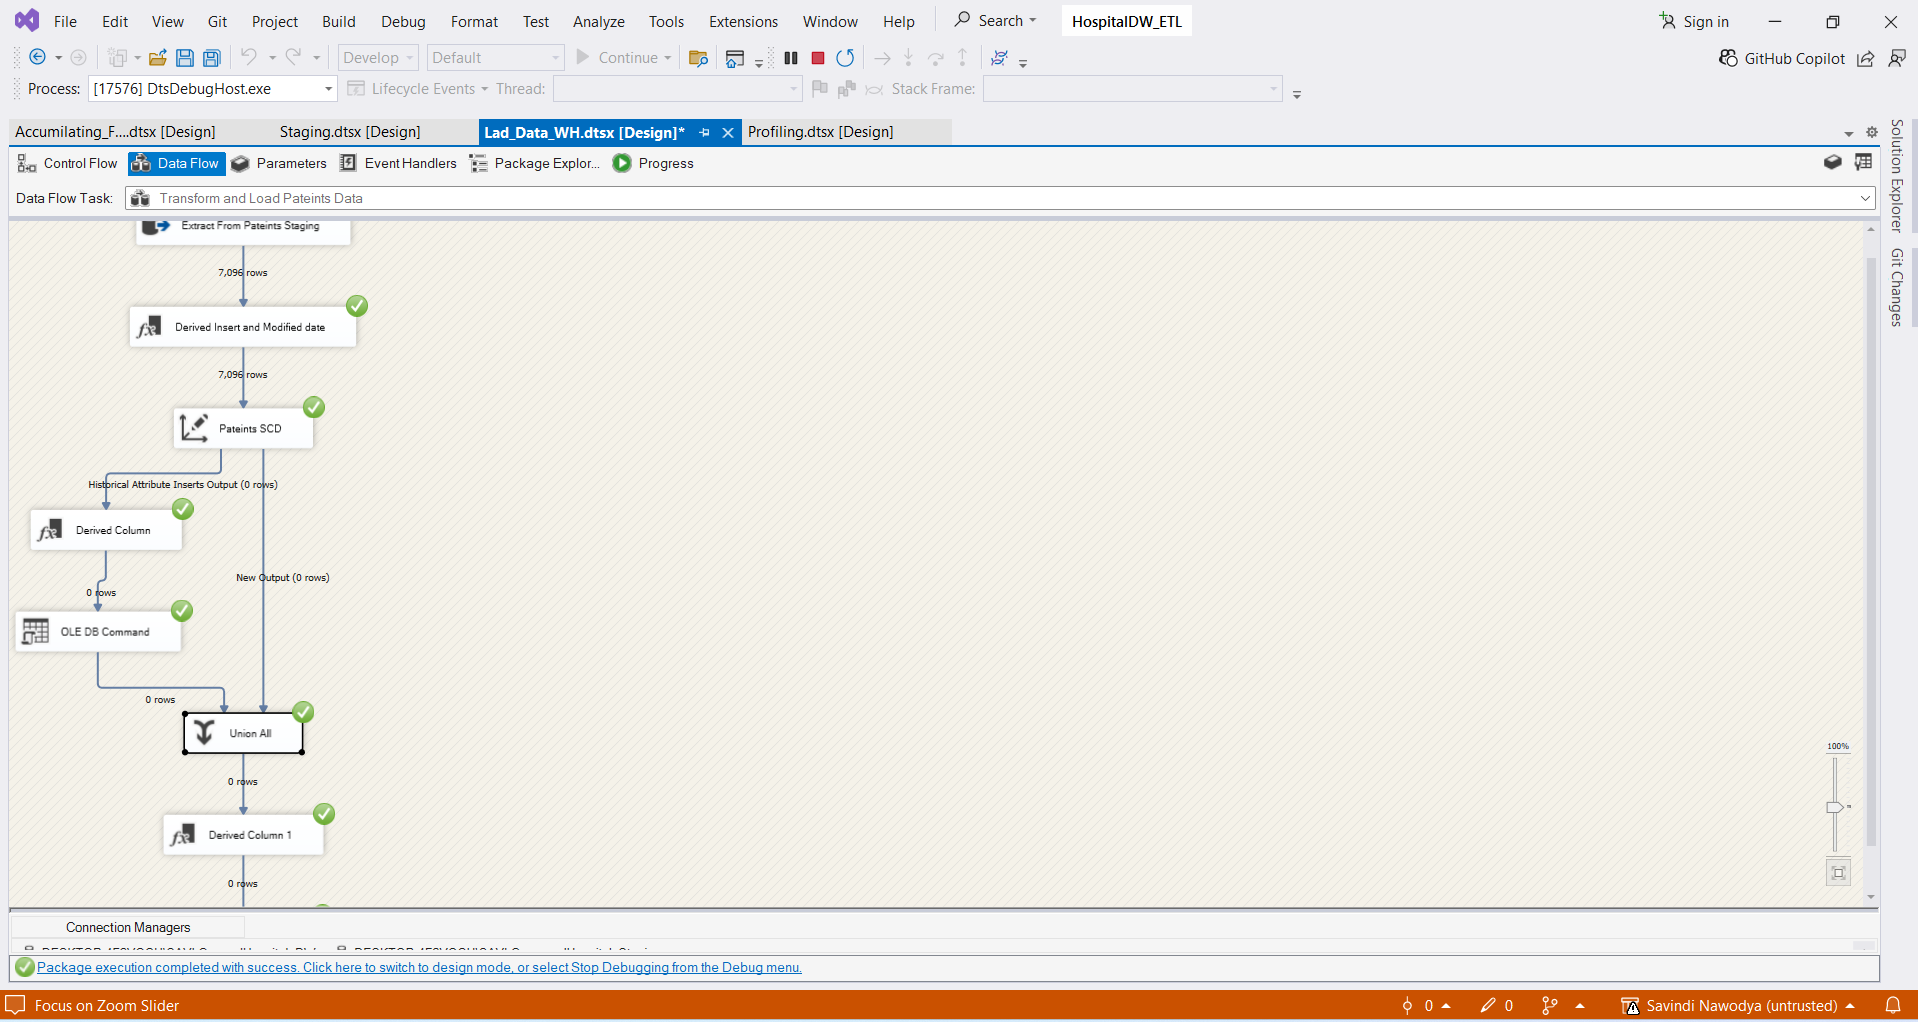 File Edit View Git Project Build Debug Format Test Analyze Tools Extensions Window Help Search HospitalDW_ETL Sign in
Develop Default Continue GitHub Copilot
Process: [17576] DtsDebugHost.exe Lifecycle Events Thread: Stack Frame:
Accumilating_F....dtsx [Design] Staging.dtsx [Design] Lad_Data_WH.dtsx [Design]* Profiling.dtsx [Design]
Control Flow Data Flow Parameters Event Handlers Package Explor... Progress
Data Flow Task: Transform and Load Pateints Data
Solution Explorer
Git Changes
Extract From Pateints Staging
7,096 rows
fx Derived Insert and Modified date
7,096 rows
Pateints SCD
Historical Attribute Inserts Output (0 rows)
fx Derived Column
New Output (0 rows)
0 rows
OLE DB Command
0 rows
Union All
0 rows
fx Derived Column 1
0 rows
100%
Connection Managers
Package execution completed with success. Click here to switch to design mode, or select Stop Debugging from the Debug menu.
Focus on Zoom Slider 0 0 Savindi Nawodya (untrusted)